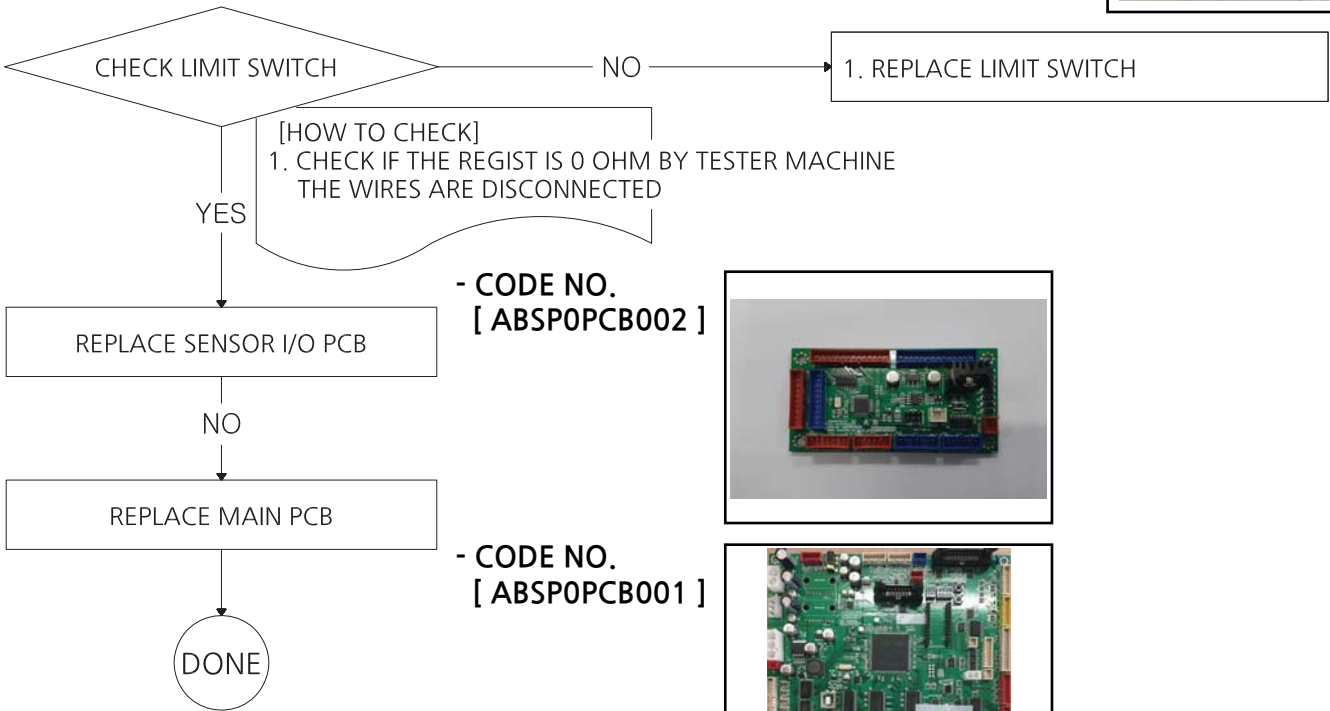 CHECK LIMIT SWITCH
NO
1. REPLACE LIMIT SWITCH
[HOW TO CHECK]
1. CHECK IF THE REGIST IS 0 OHM BY TESTER MACHINE
THE WIRES ARE DISCONNECTED
YES
- CODE NO.
[ ABSP0PCB002 ]
REPLACE SENSOR I/O PCB
NO
REPLACE MAIN PCB
- CODE NO.
[ ABSP0PCB001 ]
DONE